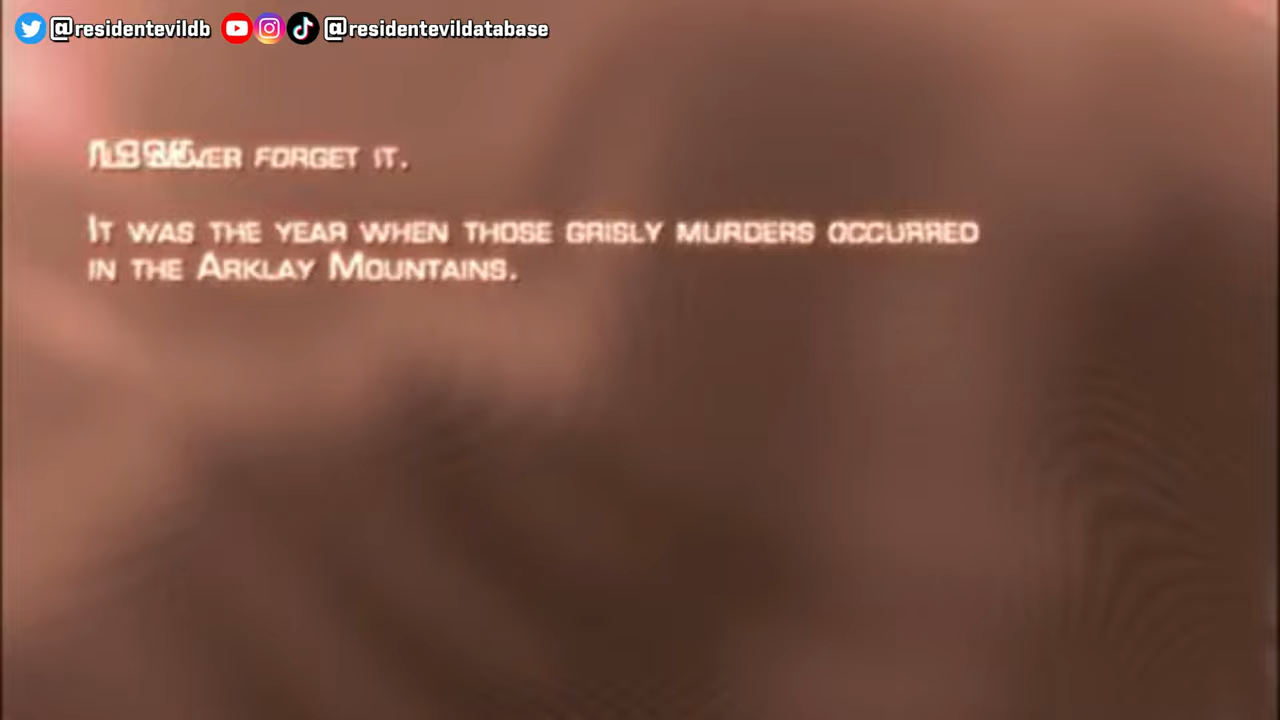 @residentevildb @residentevildatabase
FORGET IT.
IT WAS THE YEAR WHEN THOSE GRISLY MURDERS OCCURRED
IN THE ARKLAY MOUNTAINS.